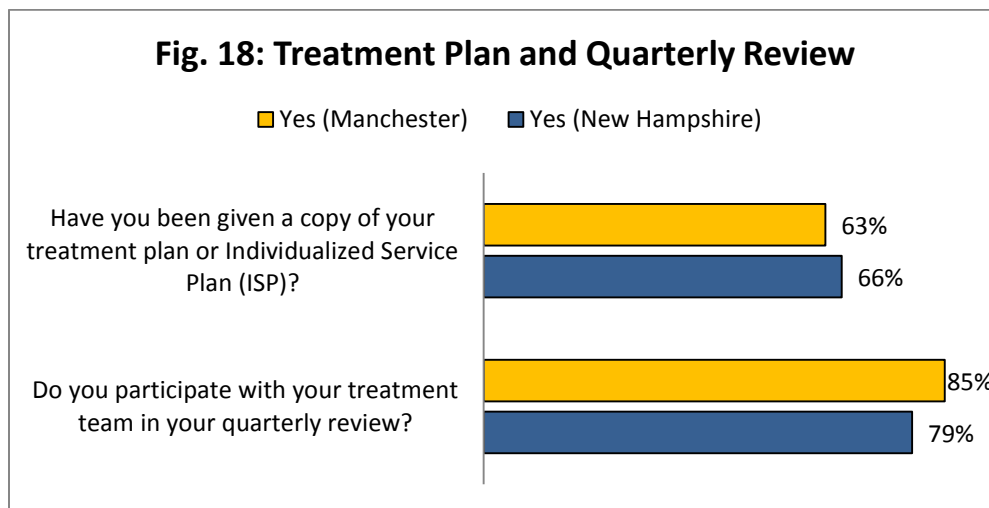 Fig. 18: Treatment Plan and Quarterly Review
Yes (Manchester) Yes (New Hampshire)
Have you been given a copy of your
treatment plan or Individualized Service
Plan (ISP)?
63%
66%
Do you participate with your treatment
team in your quarterly review?
85%
79%